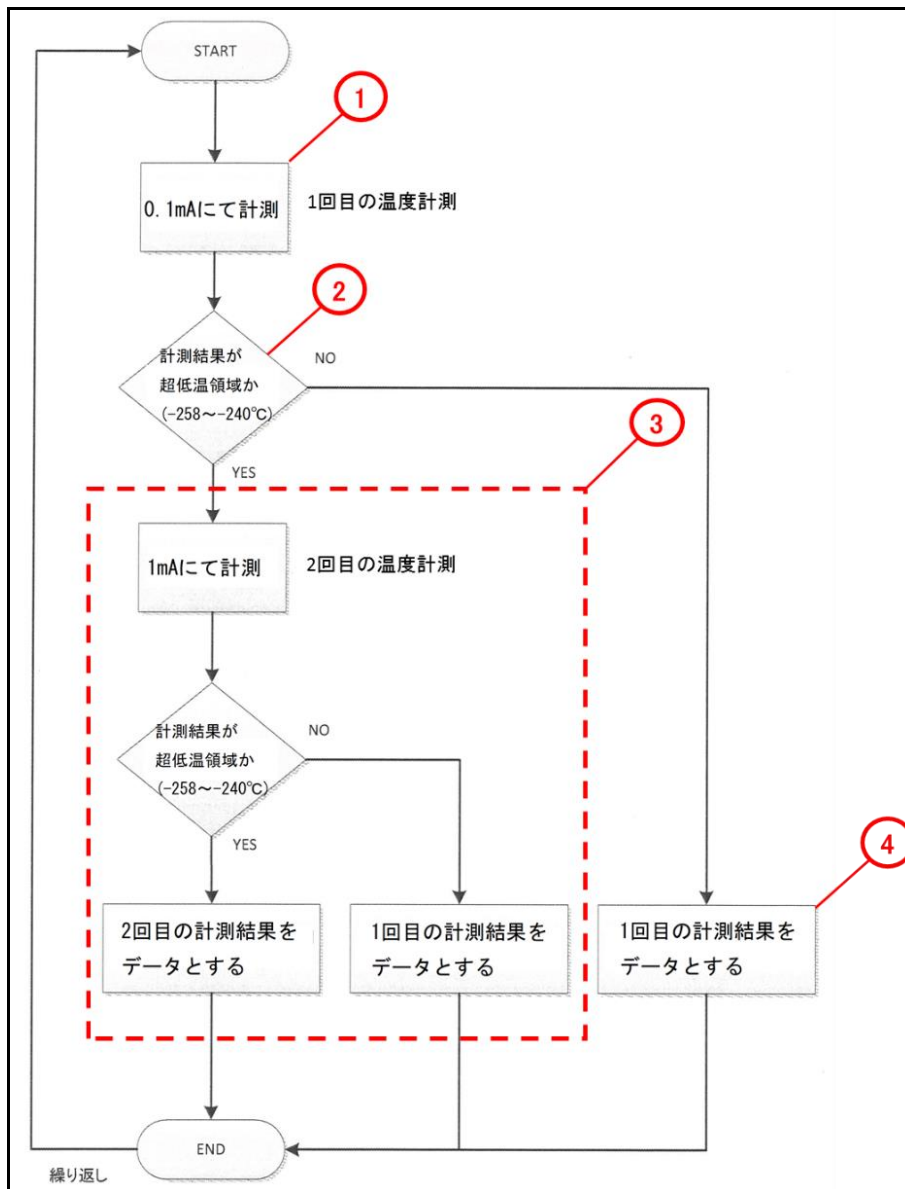 START
①
0.1mAにて計測
1回目の温度計測
②
計測結果が
超低温領域か
(-258～-240℃)
NO
YES
③
1mAにて計測
2回目の温度計測
計測結果が
超低温領域か
(-258～-240℃)
NO
YES
④
2回目の計測結果を
データとする
1回目の計測結果を
データとする
1回目の計測結果を
データとする
END
繰り返し